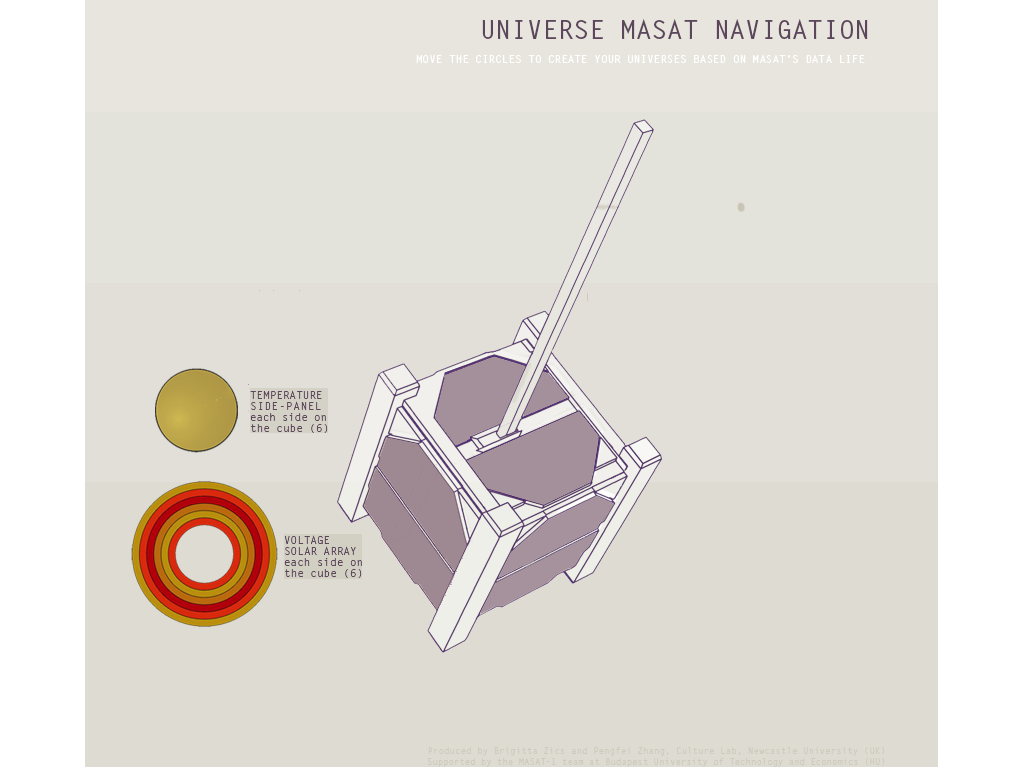 UNIVERSE MASAT NAVIGATION
MOVE THE CIRCLES TO CREATE YOUR UNIVERSES BASED ON MASAT'S DATA LIFE
TEMPERATURE
SIDE-PANEL
each side on
the cube (6)
VOLTAGE
SOLAR ARRAY
each side on
the cube (6)
Produced by Brigitta Zics and Pengfei Zhang, Culture Lab, Newcastle University (UK)
Supported by the MASAT-1 team at Budapest University of Technology and Economics (HU)